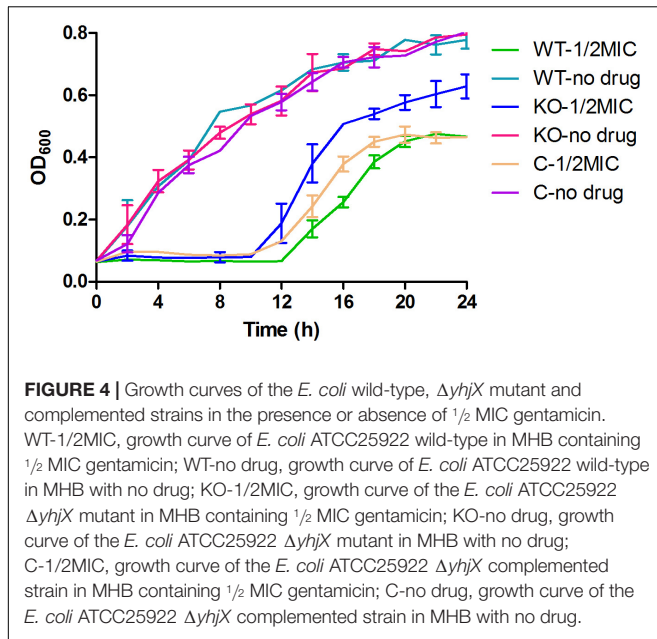 0.8
0.6
0.4
0.2
0.0
OD600
0 4 8 12 16 20 24
Time (h)
WT-1/2MIC
WT-no drug
KO-1/2MIC
KO-no drug
C-1/2MIC
C-no drug
FIGURE 4 | Growth curves of the E. coli wild-type, ΔyhjX mutant and
complemented strains in the presence or absence of 1/2 MIC gentamicin.
WT-1/2MIC, growth curve of E. coli ATCC25922 wild-type in MHB containing
1/2 MIC gentamicin; WT-no drug, growth curve of E. coli ATCC25922 wild-type
in MHB with no drug; KO-1/2MIC, growth curve of the E. coli ATCC25922
ΔyhjX mutant in MHB containing 1/2 MIC gentamicin; KO-no drug, growth
curve of the E. coli ATCC25922 ΔyhjX mutant in MHB with no drug;
C-1/2MIC, growth curve of the E. coli ATCC25922 ΔyhjX complemented
strain in MHB containing 1/2 MIC gentamicin; C-no drug, growth curve of the
E. coli ATCC25922 ΔyhjX complemented strain in MHB with no drug.